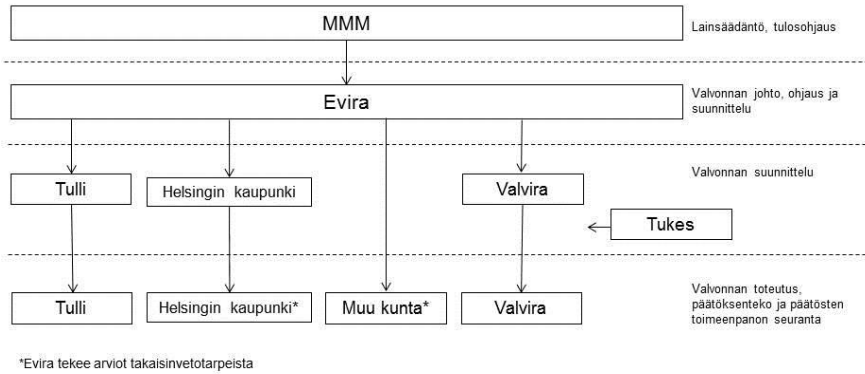 MMM
Lainsäädäntö, tulosohjaus
Evira
Valvonnan johto, ohjaus ja
suunnittelu
Valvonnan suunnittelu
Tulli
Helsingin kaupunki
Valvira
Tukes
Tulli
Helsingin kaupunki*
Muu kunta*
Valvira
Valvonnan toteutus,
päätöksenteko ja päätösten
toimeenpanon seuranta
*Evira tekee arviot takaisinvetotarpeista